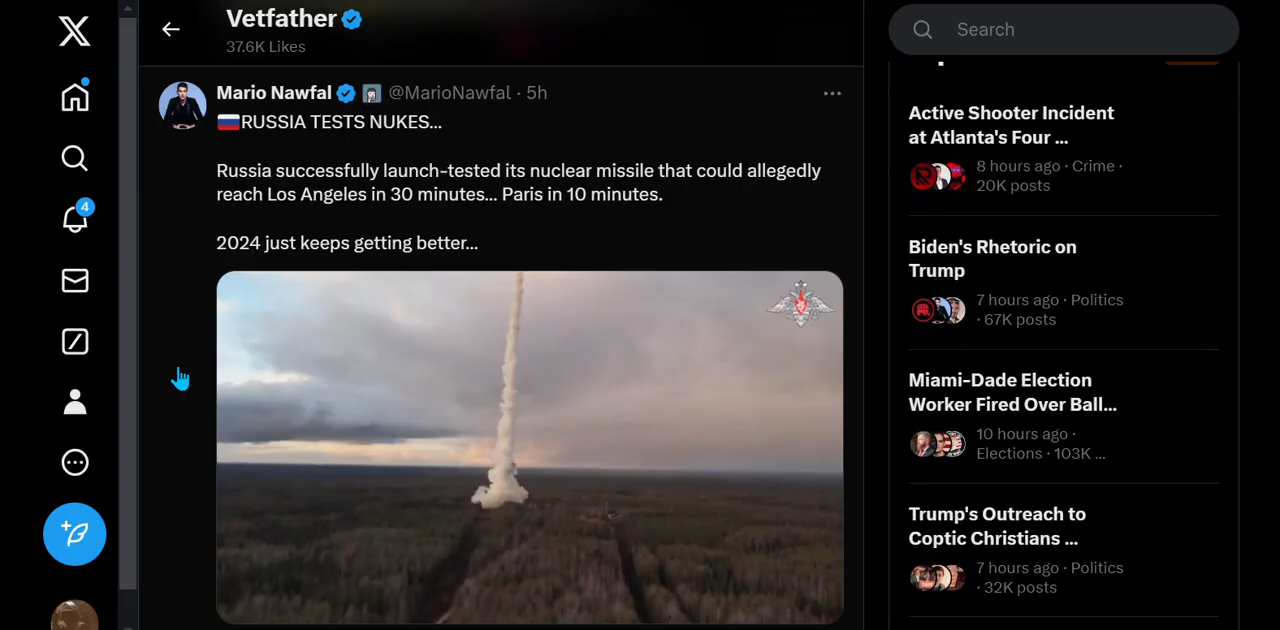 Vetfather
37.6K Likes
Mario Nawfal @MarioNawfal · 5h
🇷🇺RUSSIA TESTS NUKES...
Russia successfully launch-tested its nuclear missile that could allegedly
reach Los Angeles in 30 minutes... Paris in 10 minutes.
2024 just keeps getting better...
4
Search
Active Shooter Incident
at Atlanta's Four ...
8 hours ago · Crime ·
20K posts
Biden's Rhetoric on
Trump
7 hours ago · Politics
· 67K posts
Miami-Dade Election
Worker Fired Over Ball...
10 hours ago ·
Elections · 103K ...
Trump's Outreach to
Coptic Christians ...
7 hours ago · Politics
· 32K posts